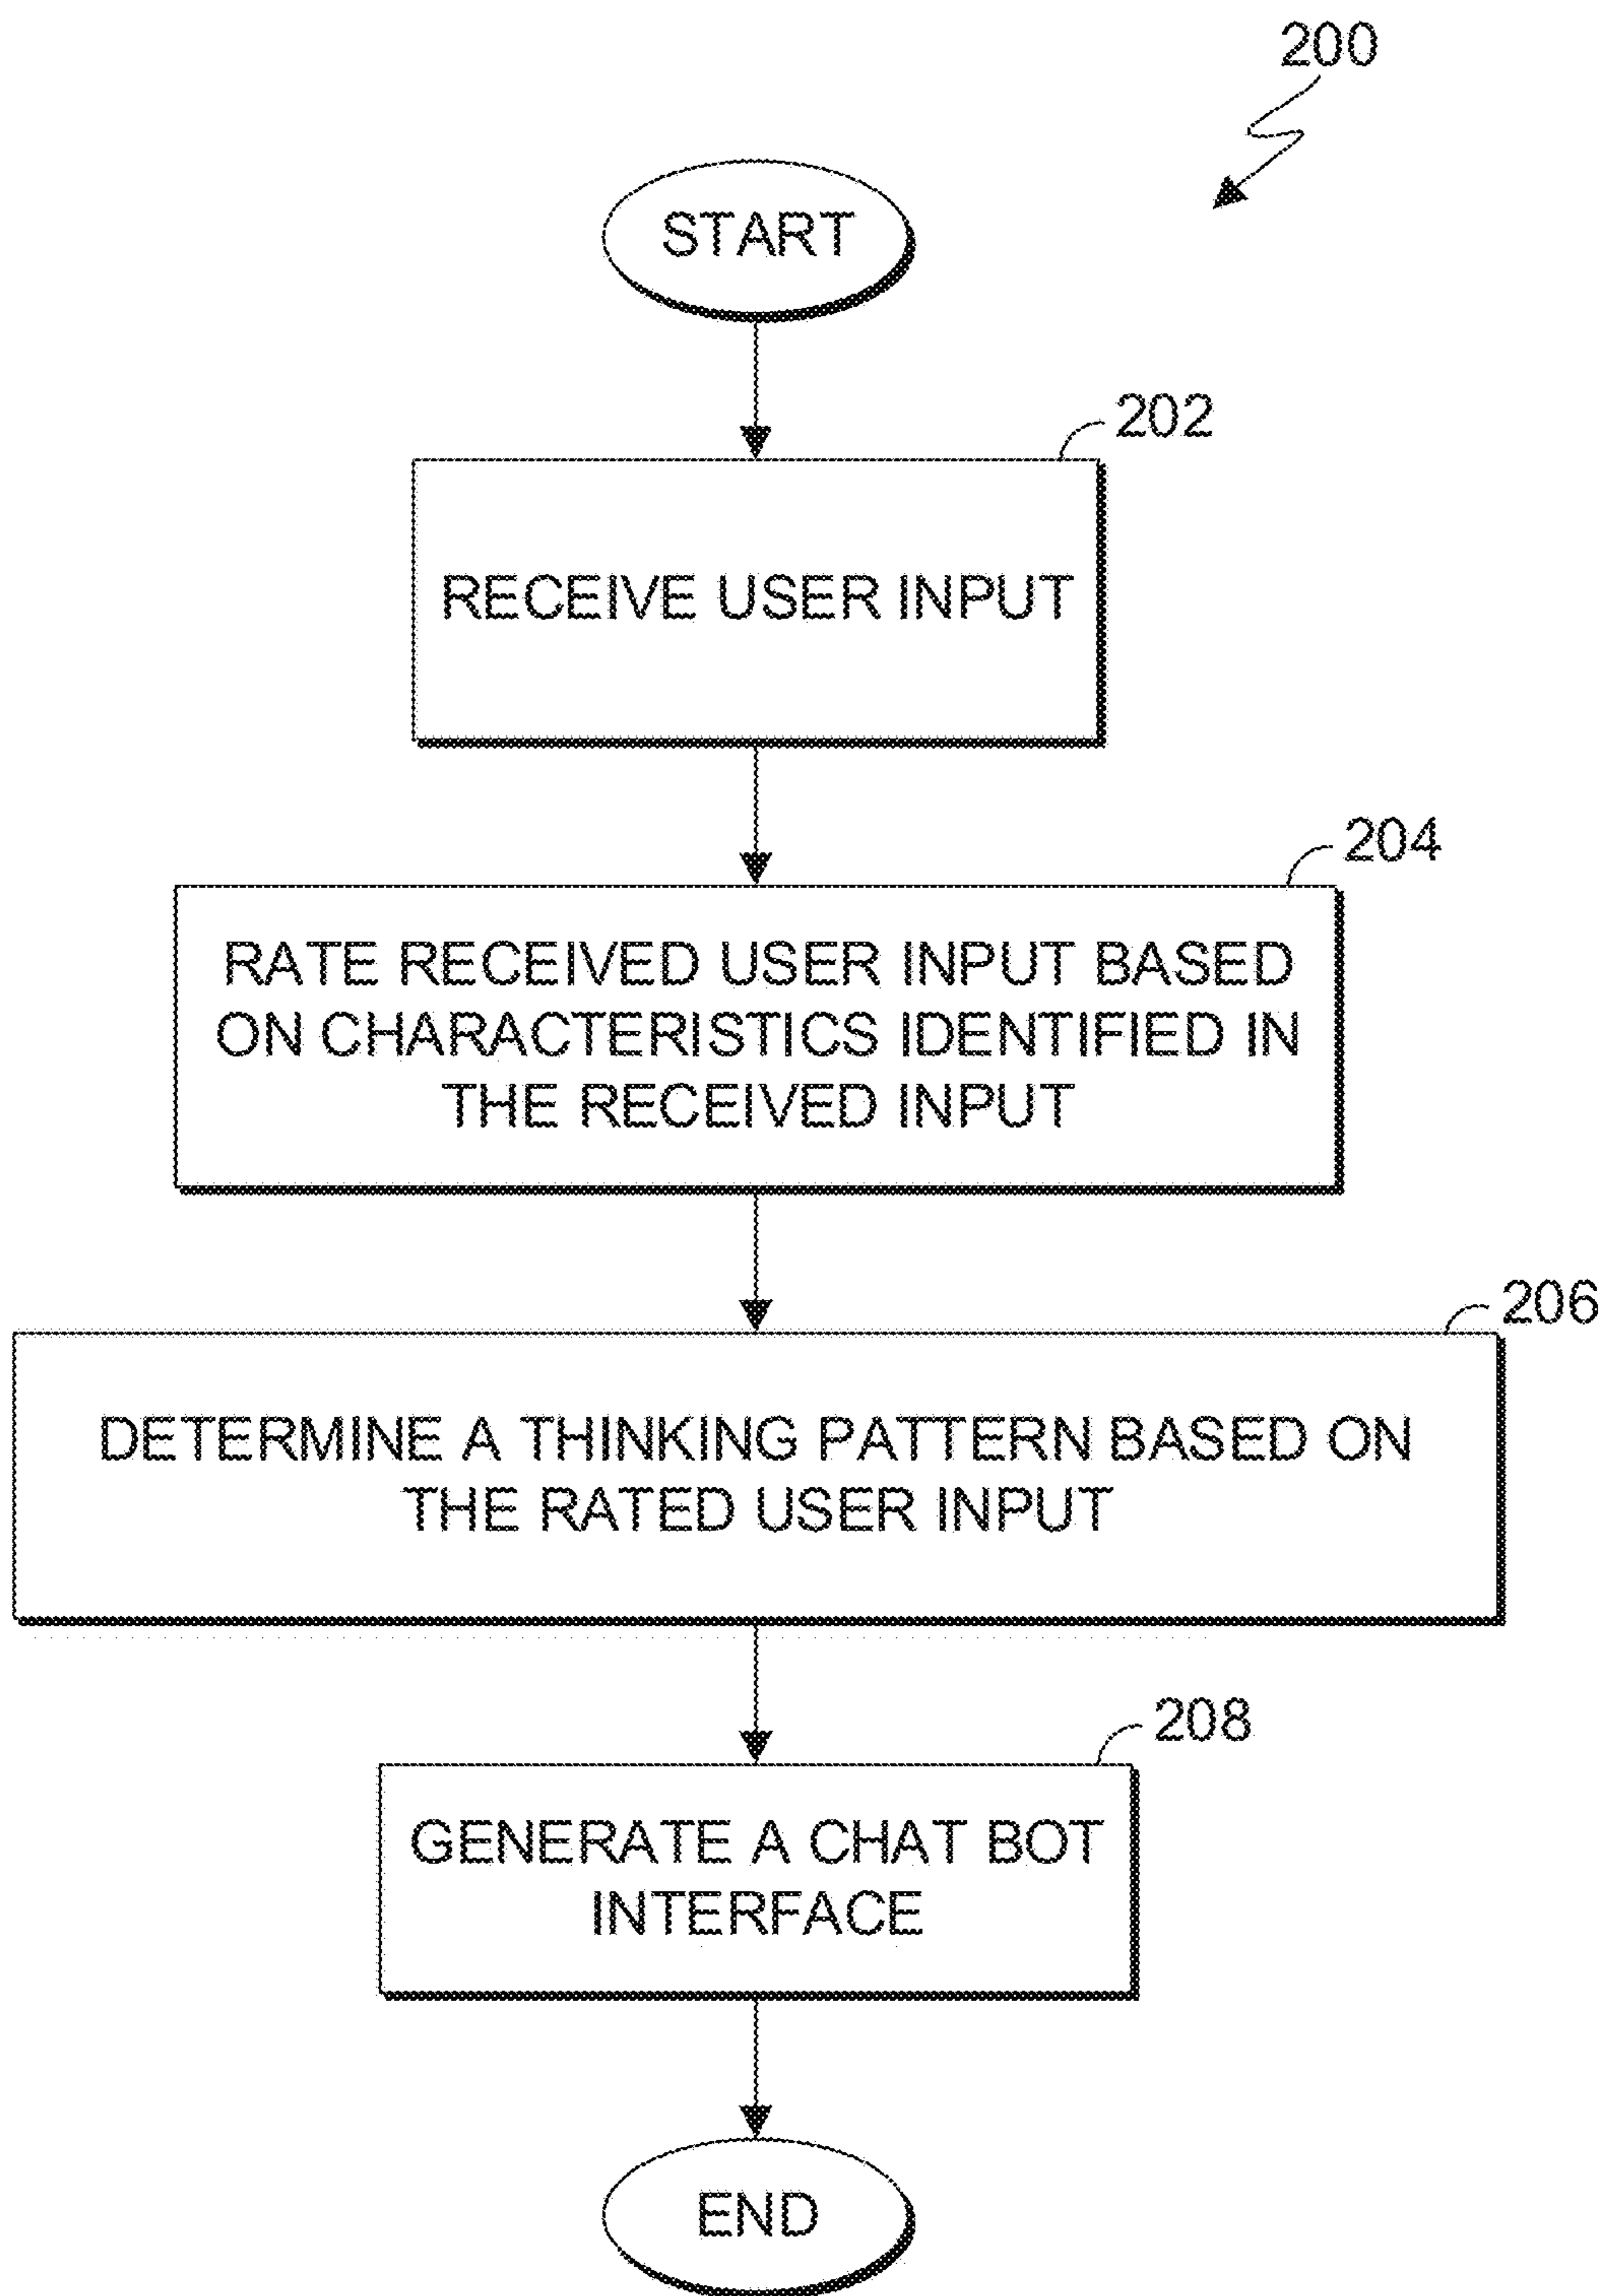 200
START
202
RECEIVE USER INPUT
204
RATE RECEIVED USER INPUT BASED
ON CHARACTERISTICS IDENTIFIED IN
THE RECEIVED INPUT
206
DETERMINE A THINKING PATTERN BASED ON
THE RATED USER INPUT
208
GENERATE A CHAT BOT
INTERFACE
END